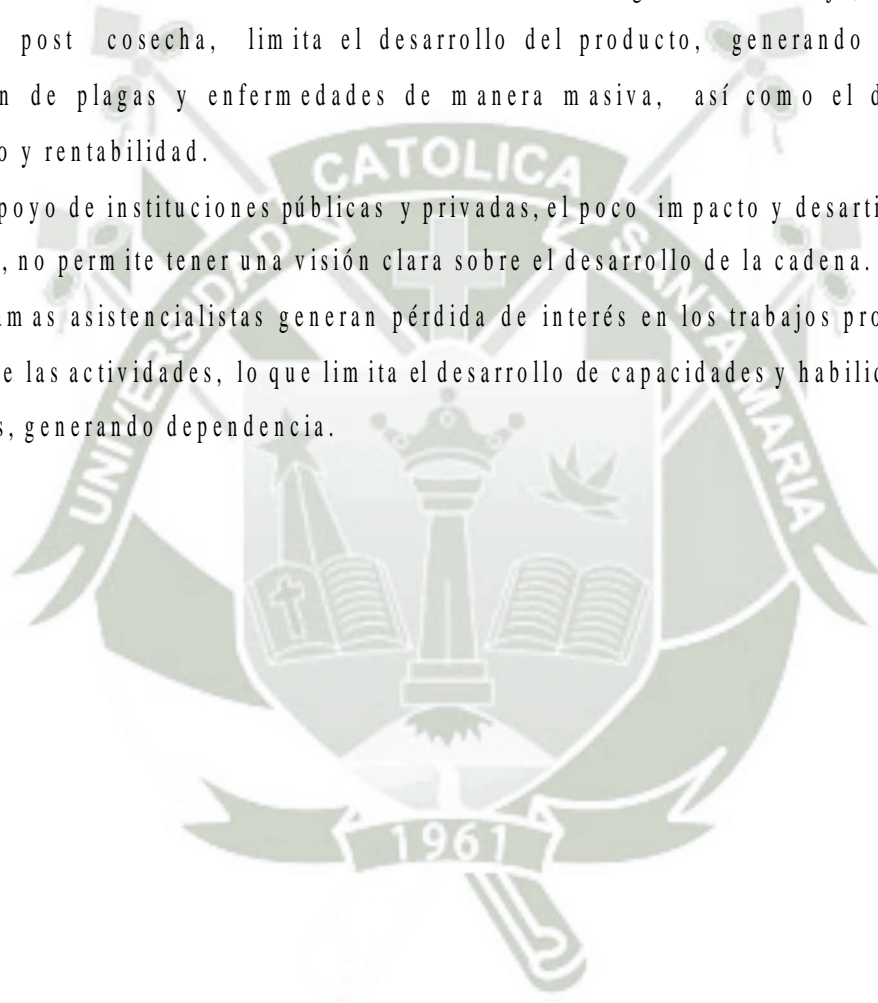 post cosecha, limita el desarrollo del producto, generando
n de plagas y enfermedades de manera masiva, así como el d
o y rentabilidad.
poyo de instituciones públicas y privadas, el poco impacto y desarti
, no permite tener una visión clara sobre el desarrollo de la cadena.
am as asistencialistas generan pérdida de interés en los trabajos pro
e las actividades, lo que limita el desarrollo de capacidades y habilid
s, generando dependencia.
UNIVERSIDAD CATOLICA SANTA MARIA
1961